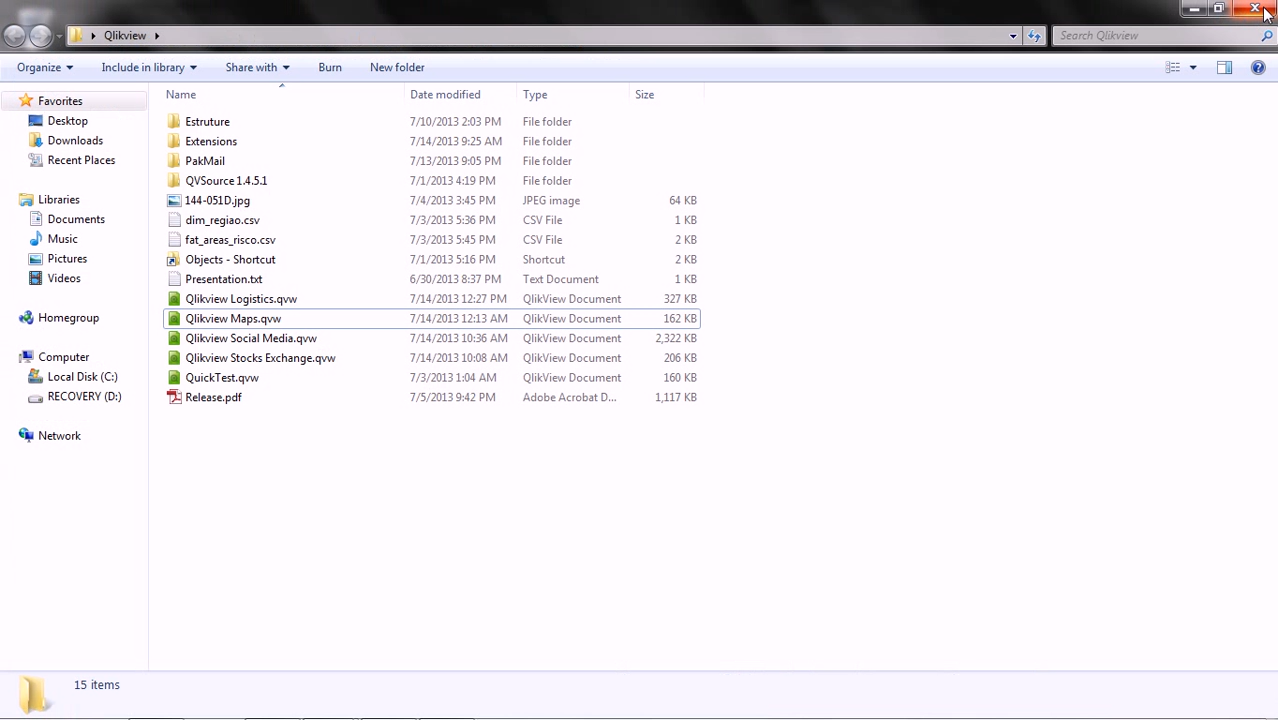 Qlikview
Search Qlikview
Organize Include in library Share with Burn New folder
Name Date modified Type Size
Favorites
Desktop
Downloads
Recent Places
Libraries
Documents
Music
Pictures
Videos
Homegroup
Computer
Local Disk (C:)
RECOVERY (D:)
Network
Estruture 7/10/2013 2:03 PM File folder
Extensions 7/14/2013 9:25 AM File folder
PakMail 7/13/2013 9:05 PM File folder
QVSource 1.4.5.1 7/1/2013 4:19 PM File folder
144-051D.jpg 7/4/2013 3:45 PM JPEG image 64 KB
dim_regiao.csv 7/3/2013 5:36 PM CSV File 1 KB
fat_areas_risco.csv 7/3/2013 5:45 PM CSV File 2 KB
Objects - Shortcut 7/1/2013 5:16 PM Shortcut 2 KB
Presentation.txt 6/30/2013 8:37 PM Text Document 1 KB
Qlikview Logistics.qvw 7/14/2013 12:27 PM QlikView Document 327 KB
Qlikview Maps.qvw 7/14/2013 12:13 AM QlikView Document 162 KB
Qlikview Social Media.qvw 7/14/2013 10:36 AM QlikView Document 2,322 KB
Qlikview Stocks Exchange.qvw 7/14/2013 10:08 AM QlikView Document 206 KB
QuickTest.qvw 7/3/2013 1:04 AM QlikView Document 160 KB
Release.pdf 7/5/2013 9:42 PM Adobe Acrobat D... 1,117 KB
15 items